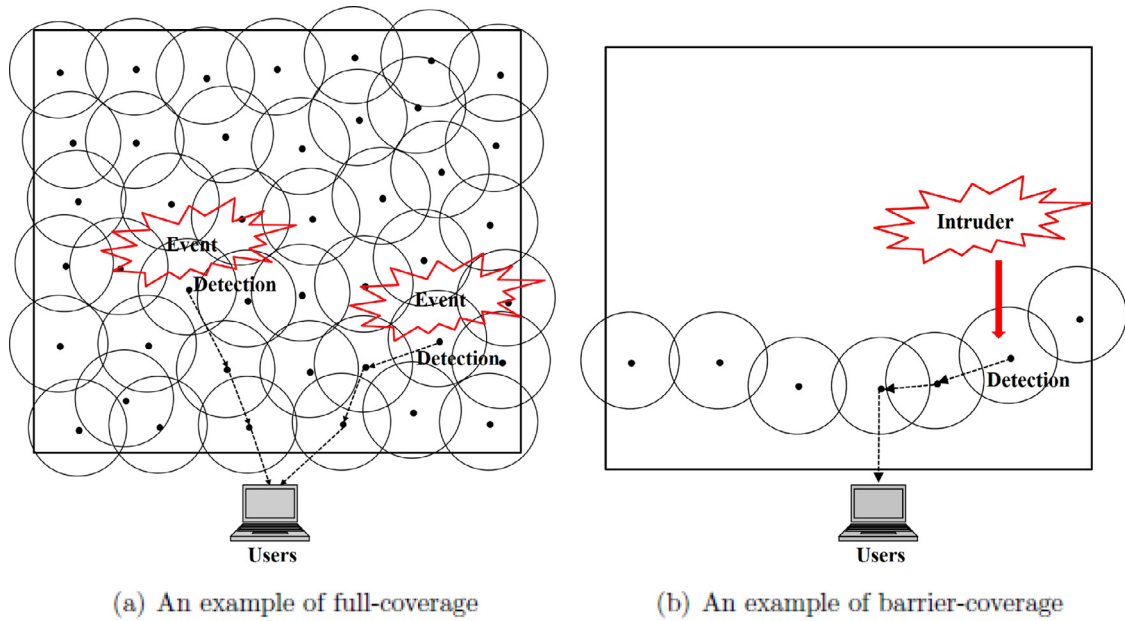 Event
Detection
Event
Detection
Users
(a) An example of full-coverage
Intruder
Detection
Users
(b) An example of barrier-coverage